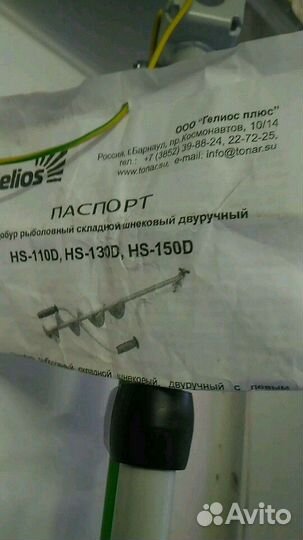 ООО "Гелиос плюс"
Россия, г.Барнаул, пр.Космонавтов, 10/14
тел.: +7 (3852) 39-88-24, 22-72-25,
www.tonar.su, e-mail: info@tonar.su
elios
ПАСПОРТ
обур рыболовный складной шнековый двуручный
HS-110D, HS-130D, HS-150D
складной шнековый, двуручный с левым
Avito